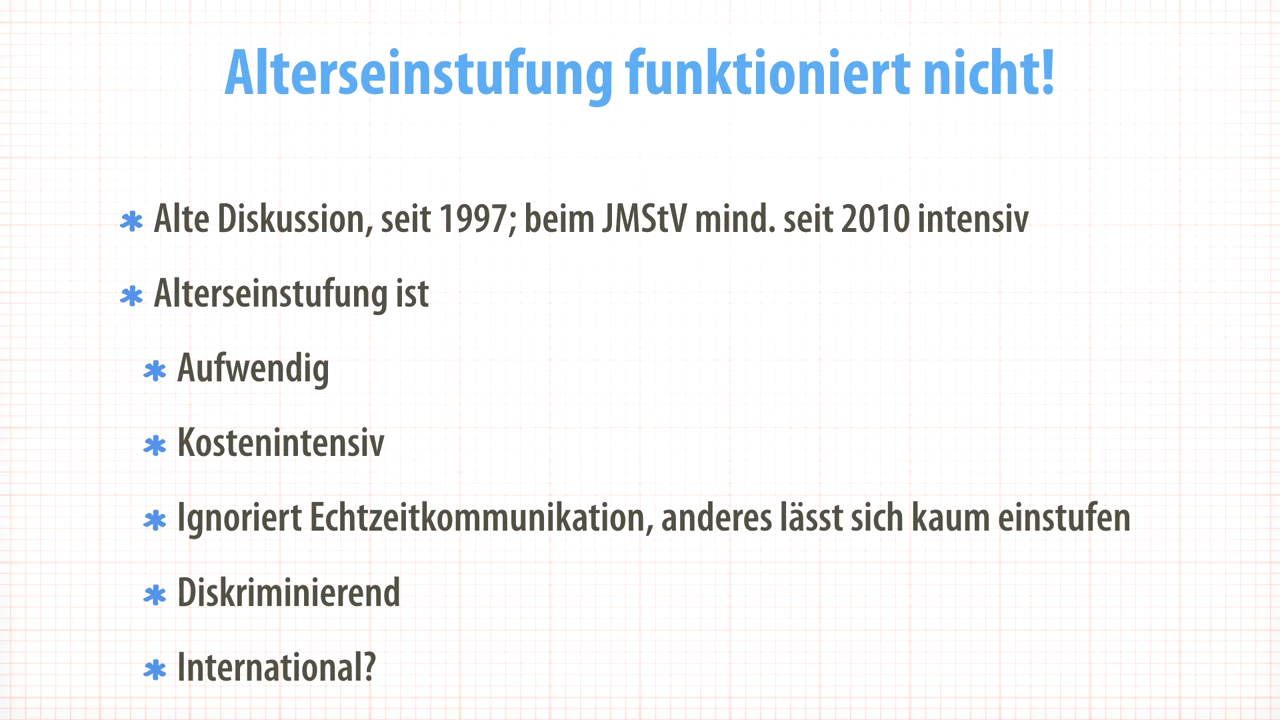 Alterseinstufung funktioniert nicht!
Alte Diskussion, seit 1997; beim JMStV mind. seit 2010 intensiv
Alterseinstufung ist
Aufwendig
Kostenintensiv
Ignoriert Echtzeitkommunikation, anderes lässt sich kaum einstufen
Diskriminierend
International?